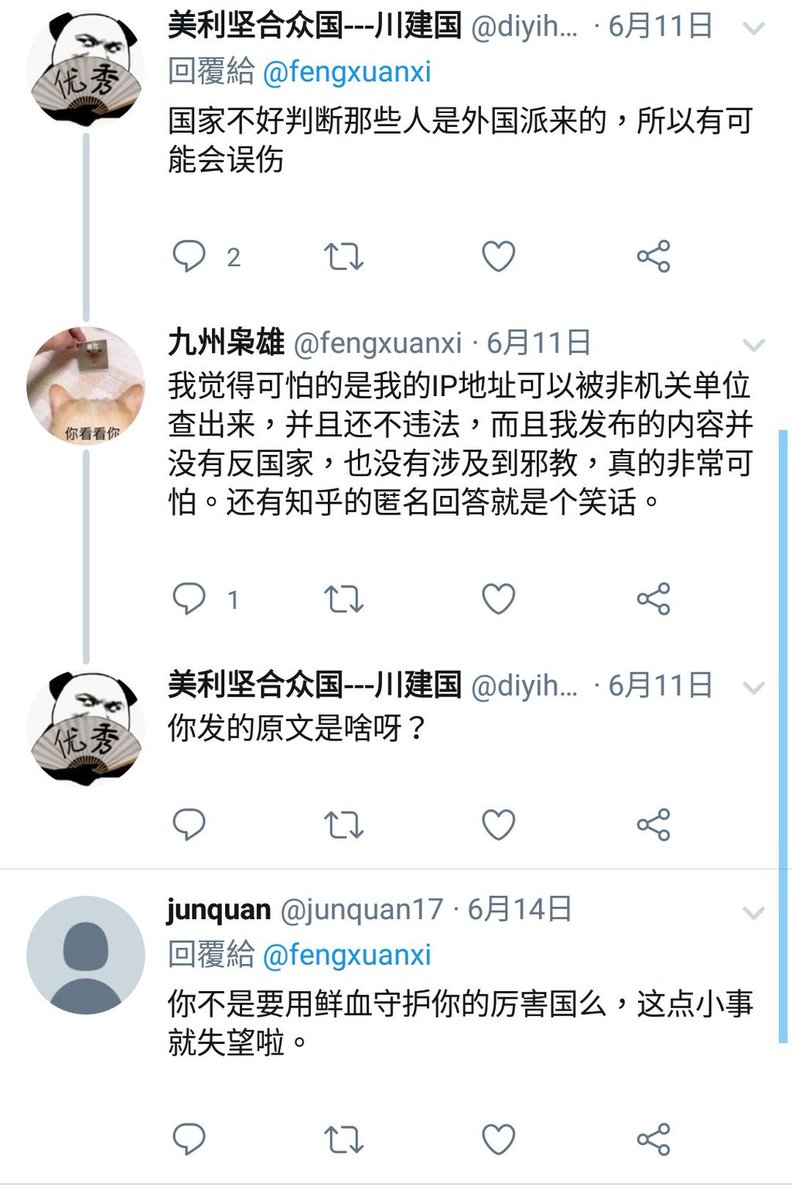 美利坚合众国---川建国 @diyih... · 6月11日
回覆給 @fengxuanxi
国家不好判断那些人是外国派来的，所以有可
能会误伤
优秀
2
九州枭雄 @fengxuanxi · 6月11日
我觉得可怕的是我的IP地址可以被非机关单位
查出来，并且还不违法，而且我发布的内容并
没有反国家，也没有涉及到邪教，真的非常可
怕。还有知乎的匿名回答就是个笑话。
你看看你
1
美利坚合众国---川建国 @diyih... · 6月11日
你发的原文是啥呀？
优秀
junquan @junquan17 · 6月14日
回覆給 @fengxuanxi
你不是要用鲜血守护你的厉害国么，这点小事
就失望啦。